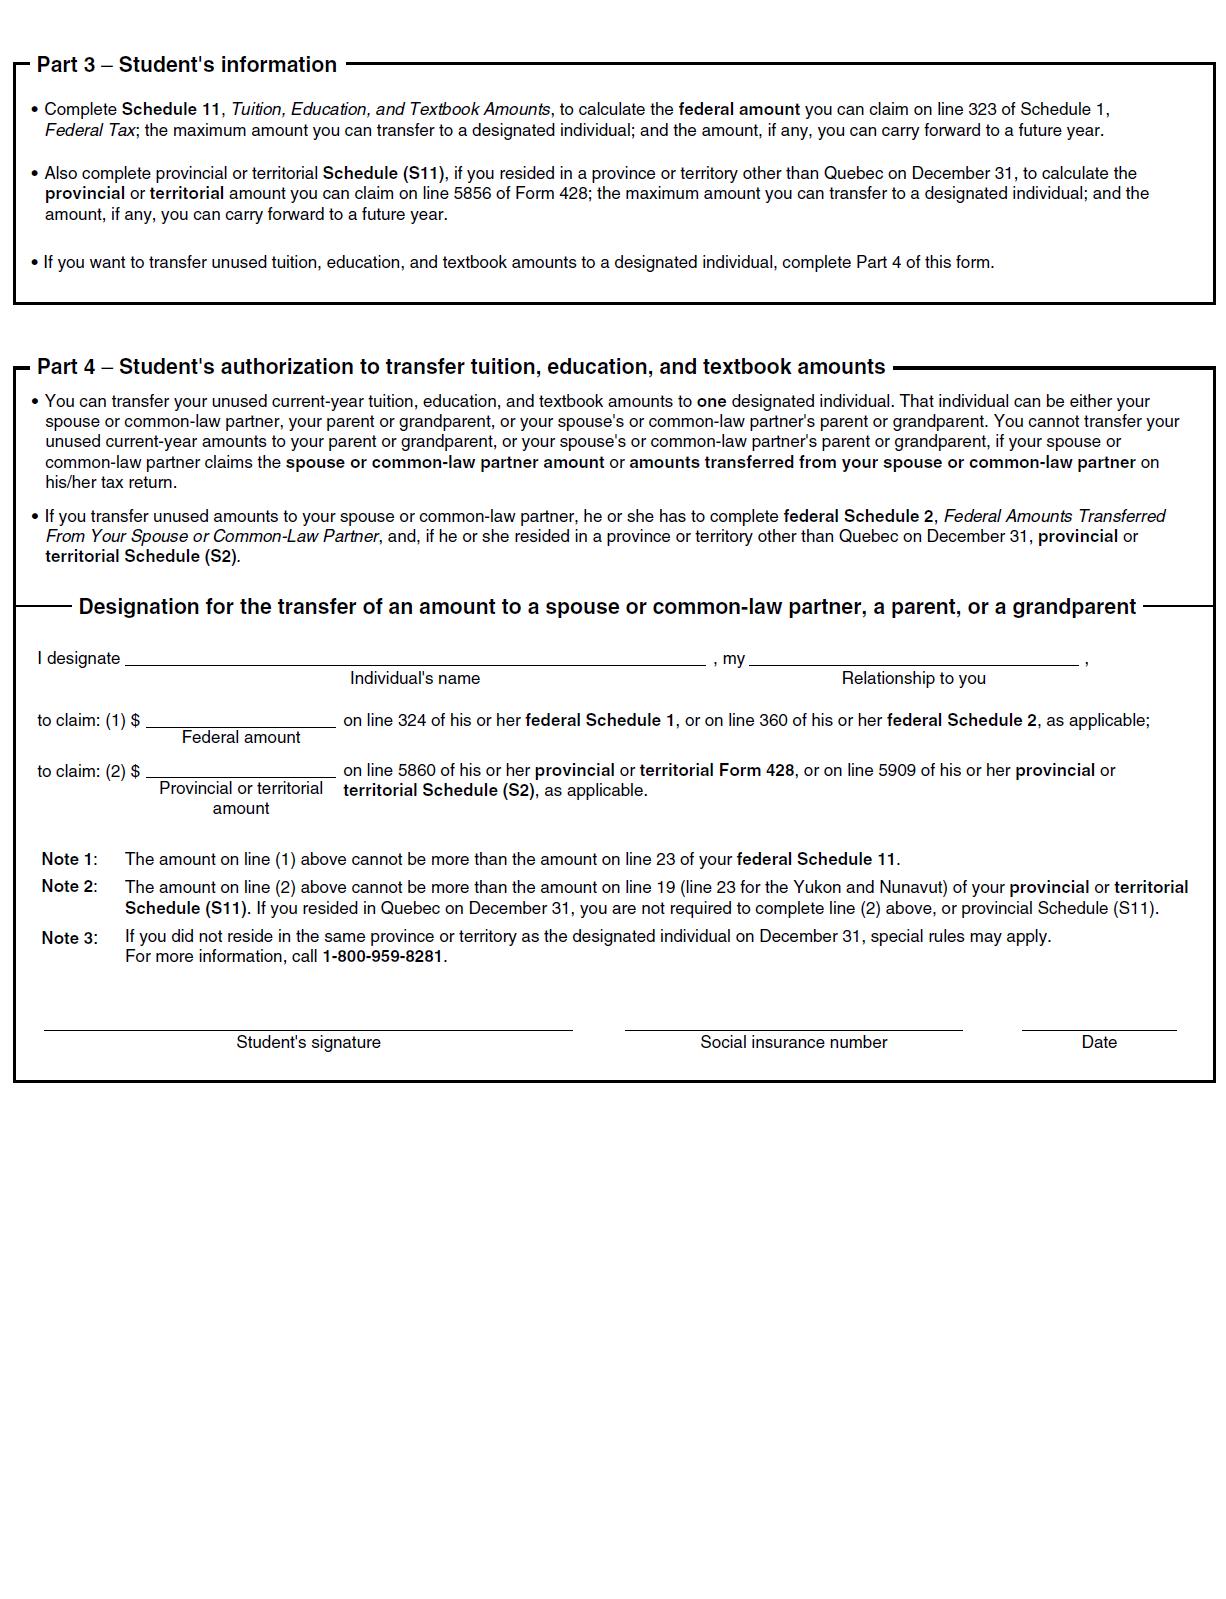 Part 3 – Student's information
• Complete Schedule 11, Tuition, Education, and Textbook Amounts, to calculate the federal amount you can claim on line 323 of Schedule 1,
Federal Tax; the maximum amount you can transfer to a designated individual; and the amount, if any, you can carry forward to a future year.
• Also complete provincial or territorial Schedule (S11), if you resided in a province or territory other than Quebec on December 31, to calculate the
provincial or territorial amount you can claim on line 5856 of Form 428; the maximum amount you can transfer to a designated individual; and the
amount, if any, you can carry forward to a future year.
• If you want to transfer unused tuition, education, and textbook amounts to a designated individual, complete Part 4 of this form.
Part 4 – Student's authorization to transfer tuition, education, and textbook amounts
• You can transfer your unused current-year tuition, education, and textbook amounts to one designated individual. That individual can be either your
spouse or common-law partner, your parent or grandparent, or your spouse's or common-law partner's parent or grandparent. You cannot transfer your
unused current-year amounts to your parent or grandparent, or your spouse's or common-law partner's parent or grandparent, if your spouse or
common-law partner claims the spouse or common-law partner amount or amounts transferred from your spouse or common-law partner on
his/her tax return.
• If you transfer unused amounts to your spouse or common-law partner, he or she has to complete federal Schedule 2, Federal Amounts Transferred
From Your Spouse or Common-Law Partner, and, if he or she resided in a province or territory other than Quebec on December 31, provincial or
territorial Schedule (S2).
Designation for the transfer of an amount to a spouse or common-law partner, a parent, or a grandparent
I designate , my ,
Individual's name Relationship to you
to claim: (1) $ on line 324 of his or her federal Schedule 1, or on line 360 of his or her federal Schedule 2, as applicable;
Federal amount
to claim: (2) $ on line 5860 of his or her provincial or territorial Form 428, or on line 5909 of his or her provincial or
Provincial or territorial territorial Schedule (S2), as applicable.
amount
Note 1: The amount on line (1) above cannot be more than the amount on line 23 of your federal Schedule 11.
Note 2: The amount on line (2) above cannot be more than the amount on line 19 (line 23 for the Yukon and Nunavut) of your provincial or territorial
Schedule (S11). If you resided in Quebec on December 31, you are not required to complete line (2) above, or provincial Schedule (S11).
Note 3: If you did not reside in the same province or territory as the designated individual on December 31, special rules may apply.
For more information, call 1-800-959-8281.
Student's signature Social insurance number Date